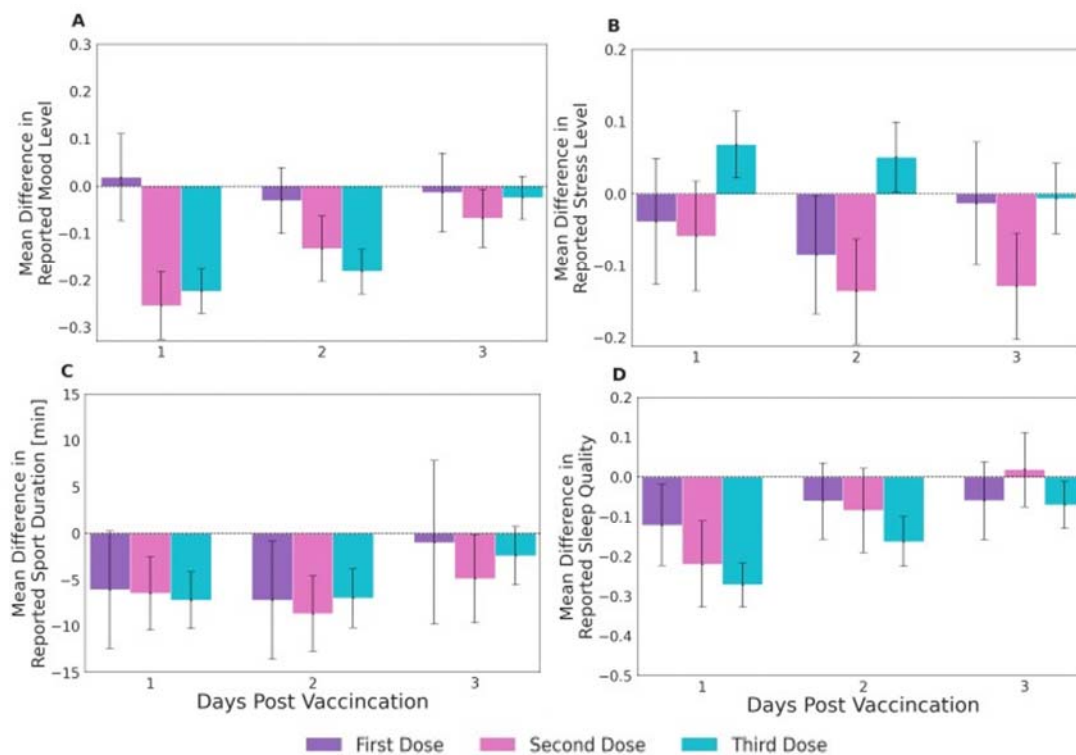 A
Mean Difference in
Reported Mood Level
0.3
0.2
0.1
0.0
−0.1
−0.2
−0.3
1
2
3
B
Mean Difference in
Reported Stress Level
0.2
0.1
0.0
−0.1
−0.2
1
2
3
C
Mean Difference in
Reported Sport Duration [min]
15
10
5
0
−5
−10
−15
1
2
3
Days Post Vaccincation
D
Mean Difference in
Reported Sleep Quality
0.2
0.1
0.0
−0.1
−0.2
−0.3
−0.4
−0.5
1
2
3
Days Post Vaccincation
First Dose
Second Dose
Third Dose